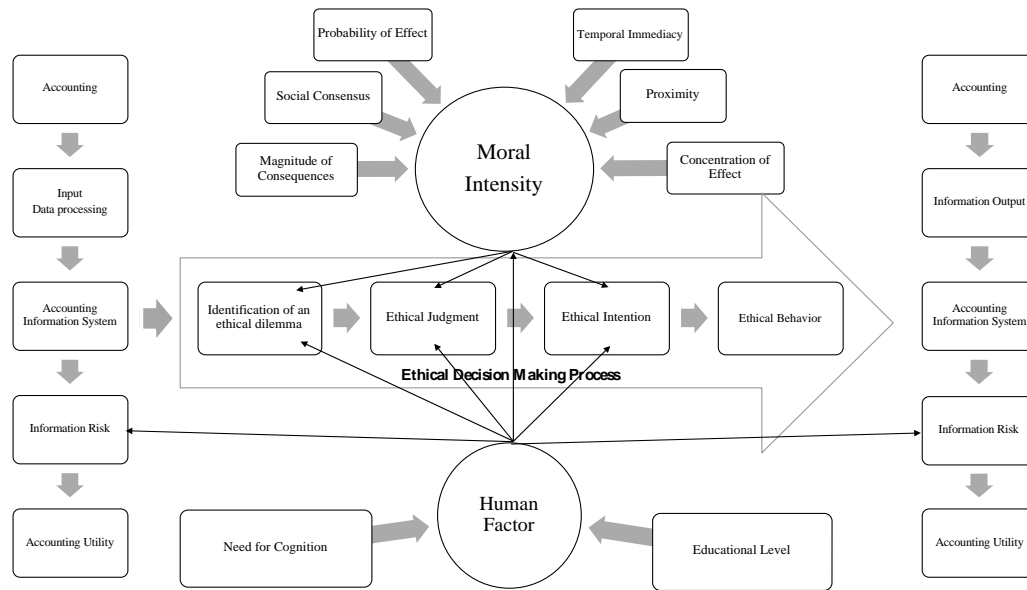 Probability of Effect
Temporal Immediacy
Accounting
Social Consensus
Proximity
Accounting
Moral
Intensity
Magnitude of
Consequences
Concentration of
Effect
Input
Data processing
Information Output
Accounting
Information System
Identification of an
ethical dilemma
Ethical Judgment
Ethical Intention
Ethical Behavior
Accounting
Information System
Ethical Decision Making Process
Information Risk
Information Risk
Human
Factor
Need for Cognition
Educational Level
Accounting Utility
Accounting Utility